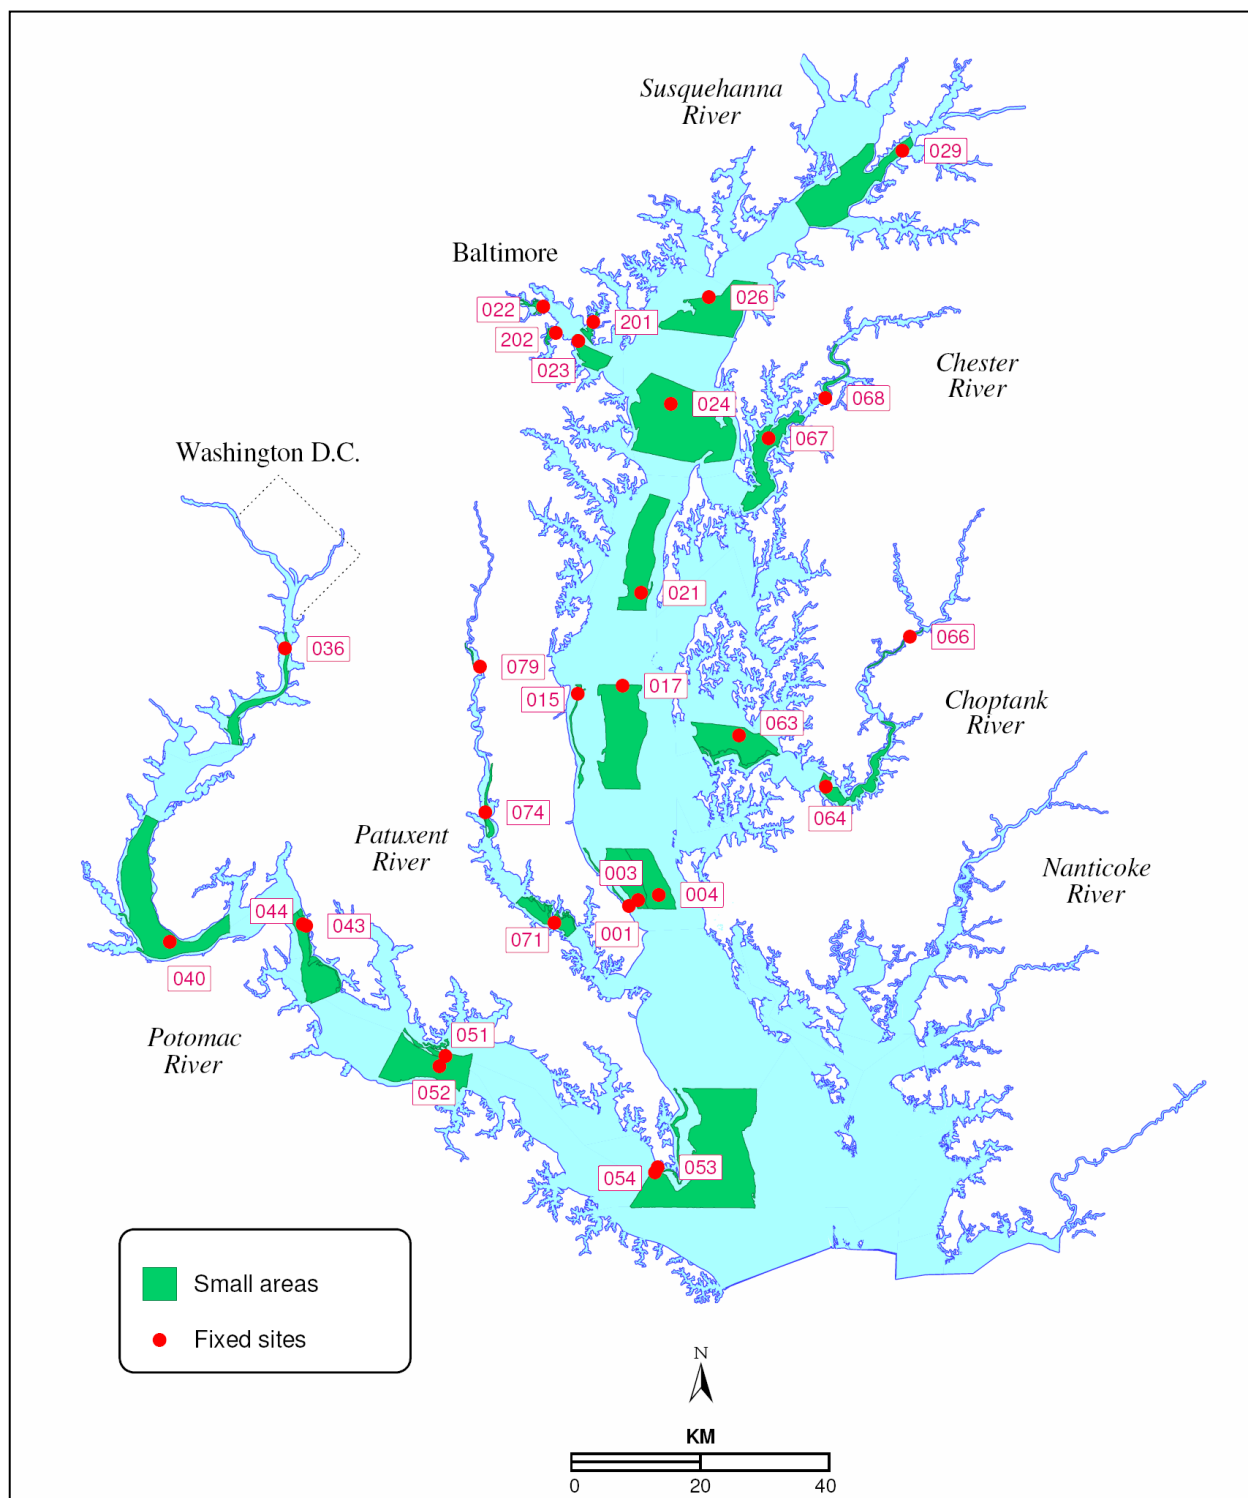 Susquehanna
River
029
Baltimore
026
022
201
202
023
Chester
River
068
024
067
Washington D.C.
021
066
036
079
015
017
Choptank
River
063
074
064
Patuxent
River
003
004
Nanticoke
River
044
043
071
001
040
Potomac
River
051
052
053
054
Small areas
Fixed sites
N
KM
0 20 40